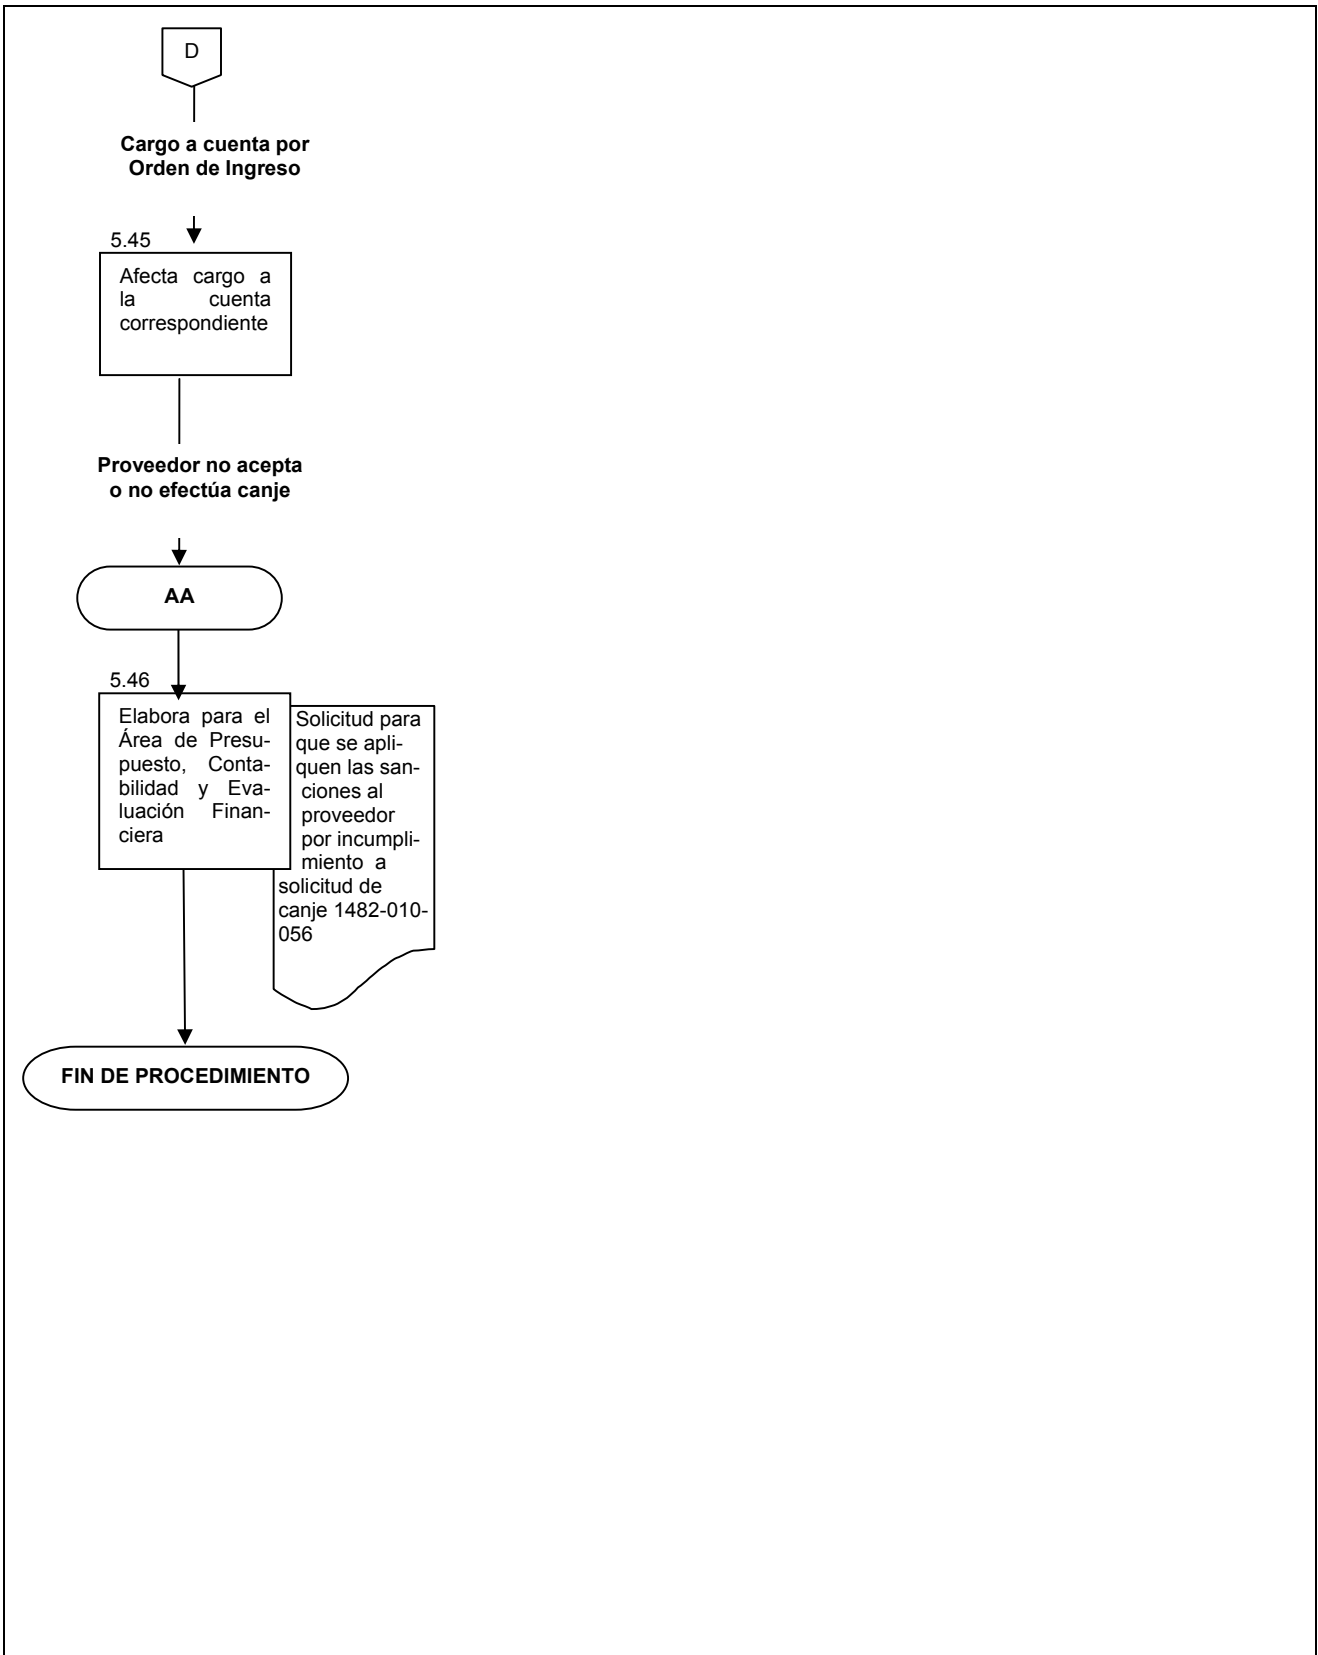 D
Cargo a cuenta por
Orden de Ingreso
5.45
Afecta cargo a
la cuenta
correspondiente
Proveedor no acepta
o no efectúa canje
AA
5.46
Elabora para el
Área de Presu-
puesto, Conta-
bilidad y Eva-
luación Finan-
ciera
Solicitud para
que se apli-
quen las san-
ciones al
proveedor
por incumpli-
miento a
solicitud de
canje 1482-010-
056
FIN DE PROCEDIMIENTO